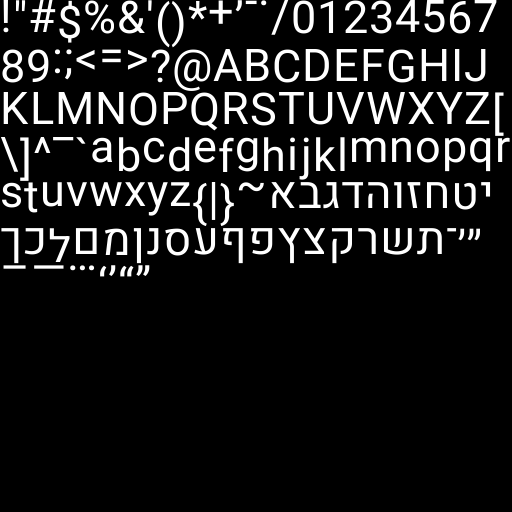 !"#$%&'()*+,-./01234567
89:;<=>?@ABCDEFGHIJ
KLMNOPQRSTUVWXYZ[
\]^_`abcdefghijklmnopqr
stuvwxyz{|}~אבגדהוזחטי
ךכלםמןנסעףפץצקרשת־׳״
–—…‘’“”